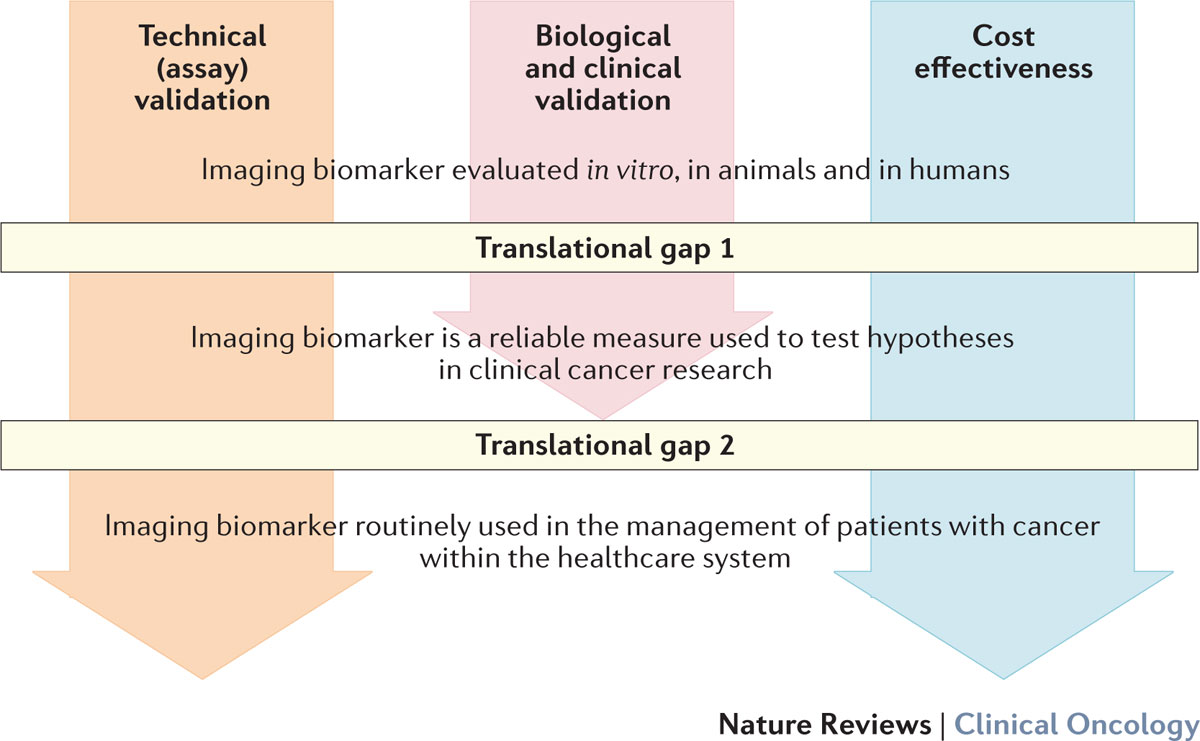 Technical
(assay)
validation
Biological
and clinical
validation
Cost
effectiveness
Imaging biomarker evaluated in vitro, in animals and in humans
Translational gap 1
Imaging biomarker is a reliable measure used to test hypotheses
in clinical cancer research
Translational gap 2
Imaging biomarker routinely used in the management of patients with cancer
within the healthcare system
Nature Reviews | Clinical Oncology